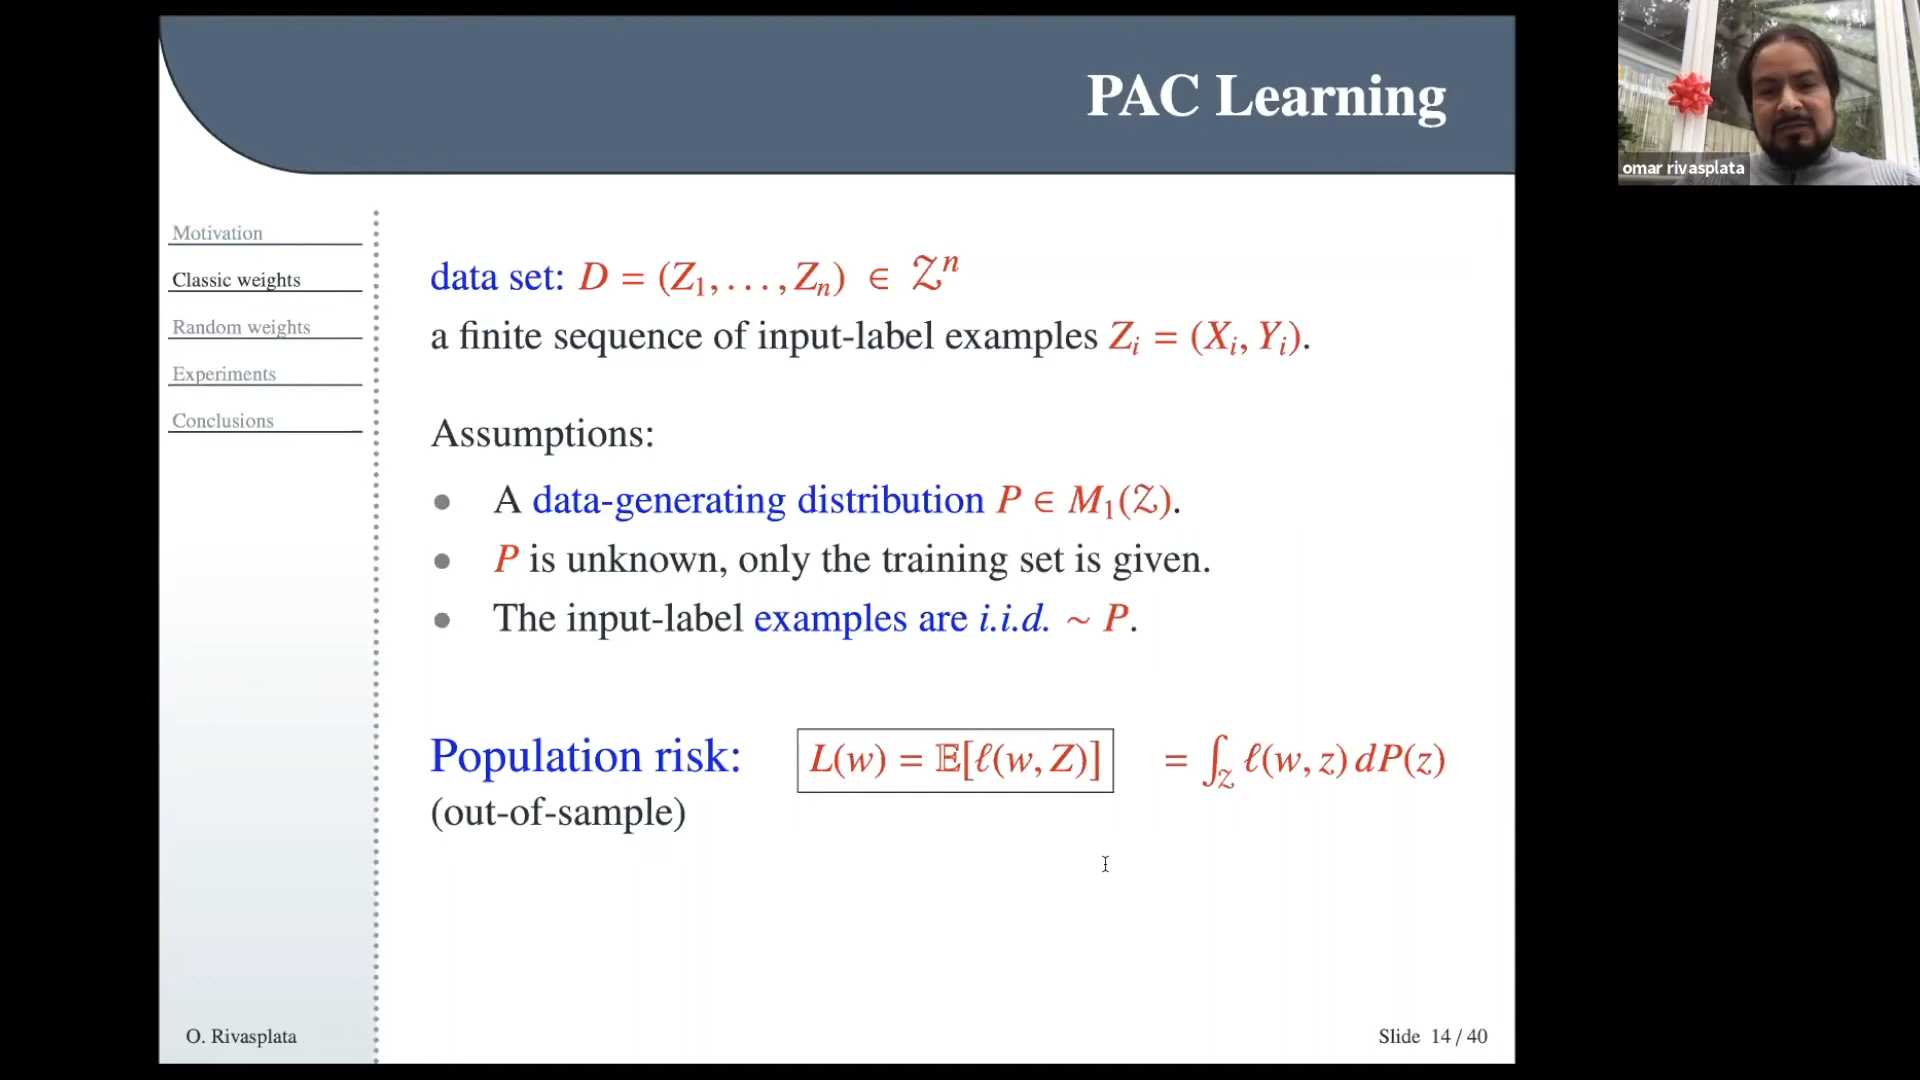 PAC Learning
omar rivasplata
Motivation
Classic weights
Random weights
Experiments
Conclusions
data set: D = (Z₁, . . . , Zₙ) ∈ 𝒵ⁿ
a finite sequence of input-label examples Zᵢ = (Xᵢ, Yᵢ).
Assumptions:
● A data-generating distribution P ∈ M₁(𝒵).
● P is unknown, only the training set is given.
● The input-label examples are i.i.d. ∼ P.
Population risk: L(w) = 𝔼[ℓ(w, Z)] = ∫_𝒵 ℓ(w, z) dP(z)
(out-of-sample)
O. Rivasplata
Slide 14 / 40